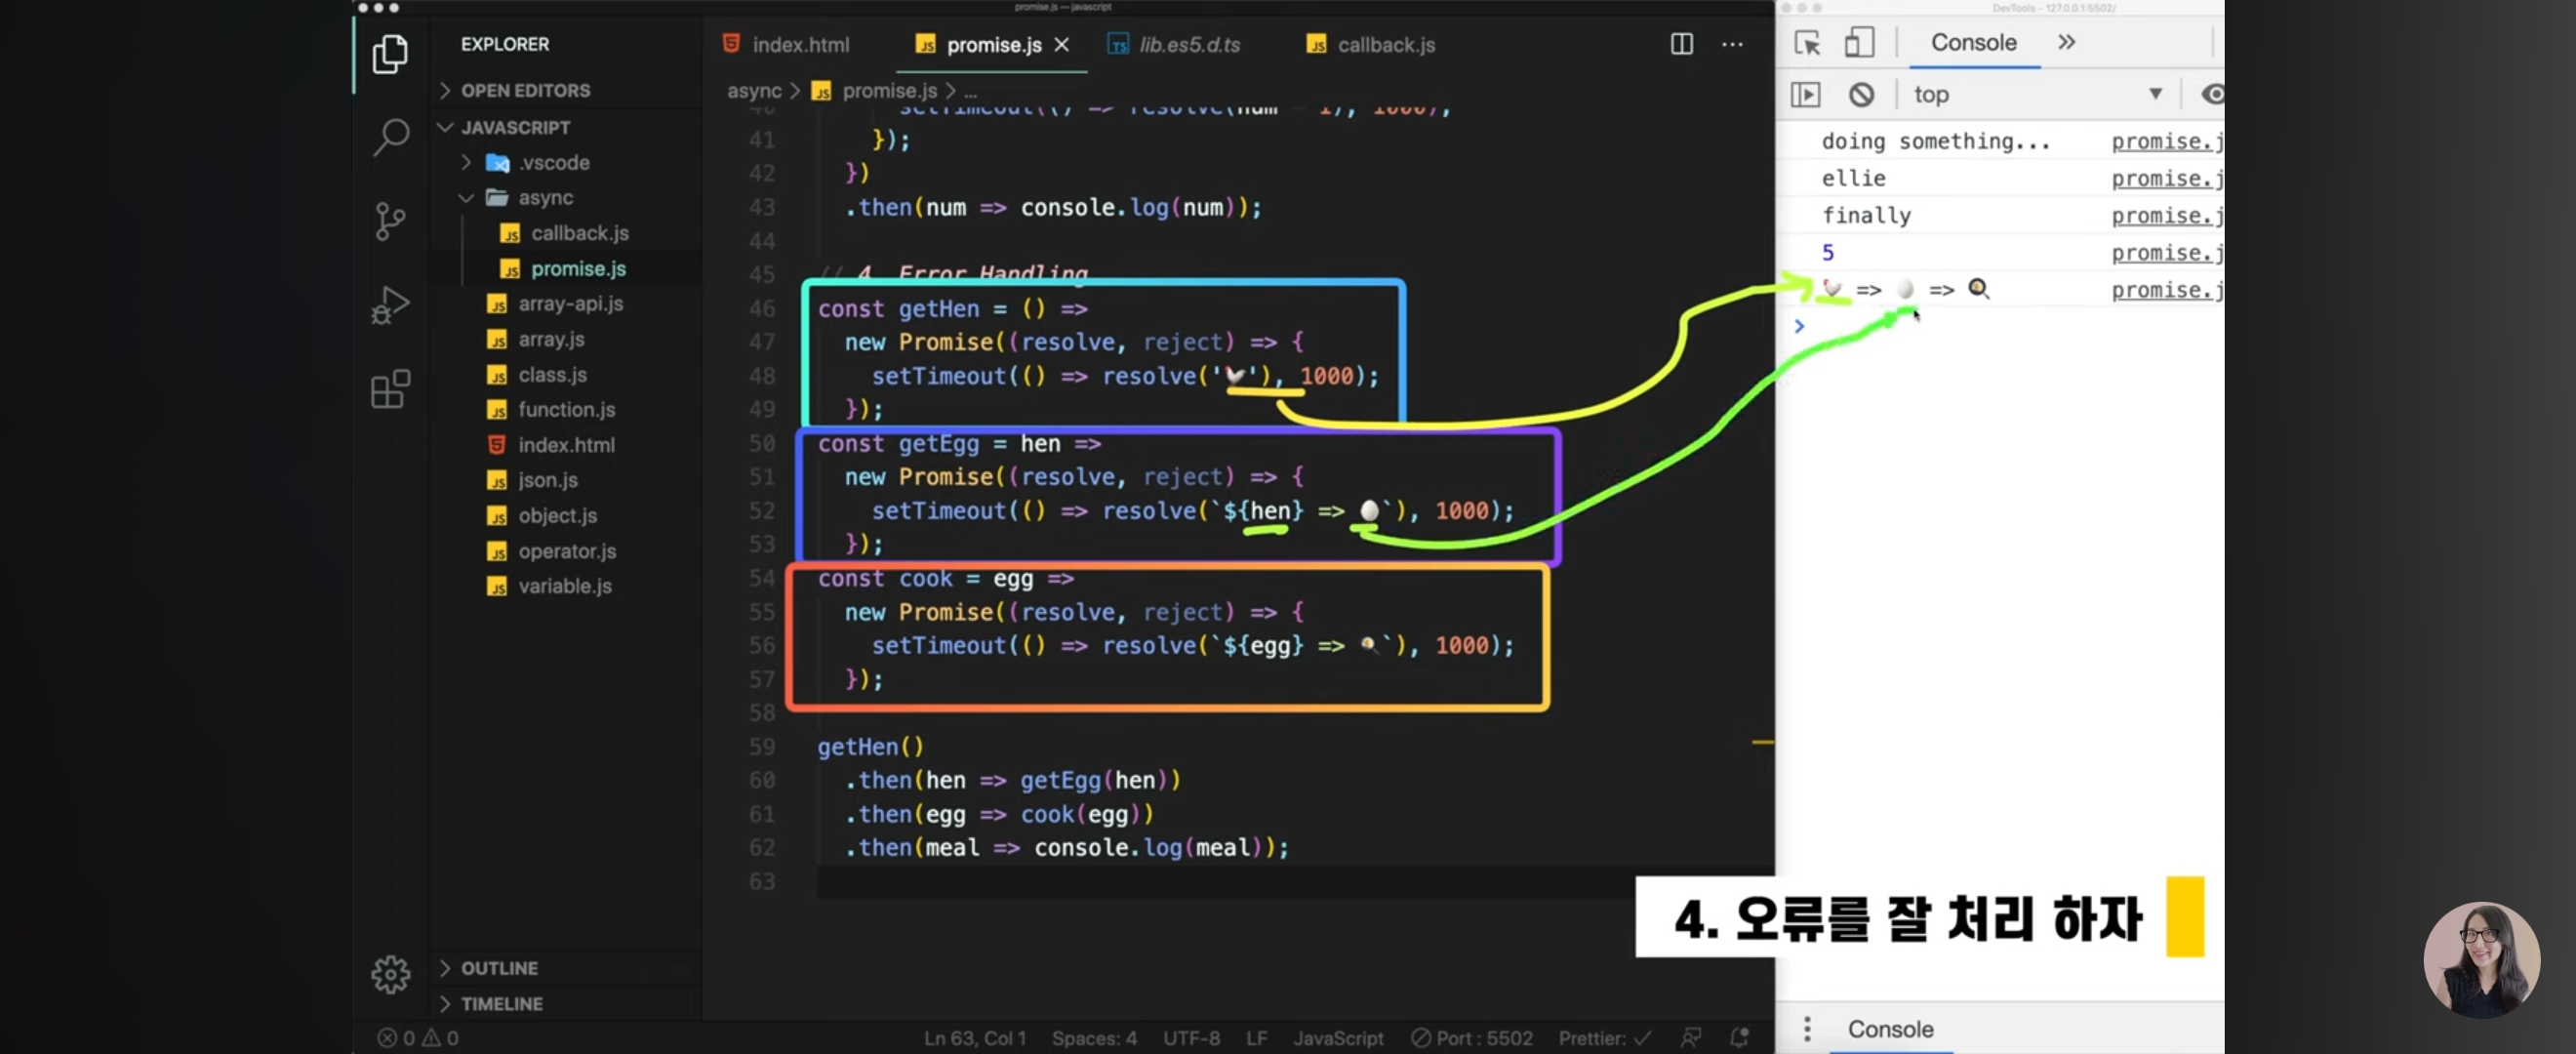 promise.js — javascript
EXPLORER
OPEN EDITORS
JAVASCRIPT
.vscode
async
callback.js
promise.js
array-api.js
array.js
class.js
function.js
index.html
json.js
object.js
operator.js
variable.js
OUTLINE
TIMELINE
index.html
promise.js
lib.es5.d.ts
callback.js
async > promise.js > ...
40 setTimeout(() => resolve(num - 1), 1000);
41 });
42 })
43 .then(num => console.log(num));
44
45 // 4. Error Handling
46 const getHen = () =>
47 new Promise((resolve, reject) => {
48 setTimeout(() => resolve('🐓'), 1000);
49 });
50 const getEgg = hen =>
51 new Promise((resolve, reject) => {
52 setTimeout(() => resolve(`${hen} => 🥚`), 1000);
53 });
54 const cook = egg =>
55 new Promise((resolve, reject) => {
56 setTimeout(() => resolve(`${egg} => 🍳`), 1000);
57 });
58
59 getHen()
60 .then(hen => getEgg(hen))
61 .then(egg => cook(egg))
62 .then(meal => console.log(meal));
63
0 0
Ln 63, Col 1
Spaces: 4
UTF-8
LF
JavaScript
Port : 5502
Prettier: ✓
DevTools - 127.0.0.1:5502/
Console
top
doing something... promise.j
ellie promise.j
finally promise.j
5 promise.j
🐓 => 🥚 => 🍳 promise.j
4. 오류를 잘 처리 하자
Console